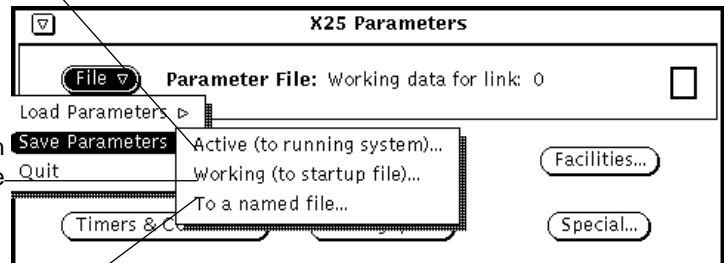 X25 Parameters
File Parameter File: Working data for link: 0
Load Parameters
Save Parameters
Active (to running system)...
Quit
Working (to startup file)...
To a named file...
Facilities...
Timers &
Special...